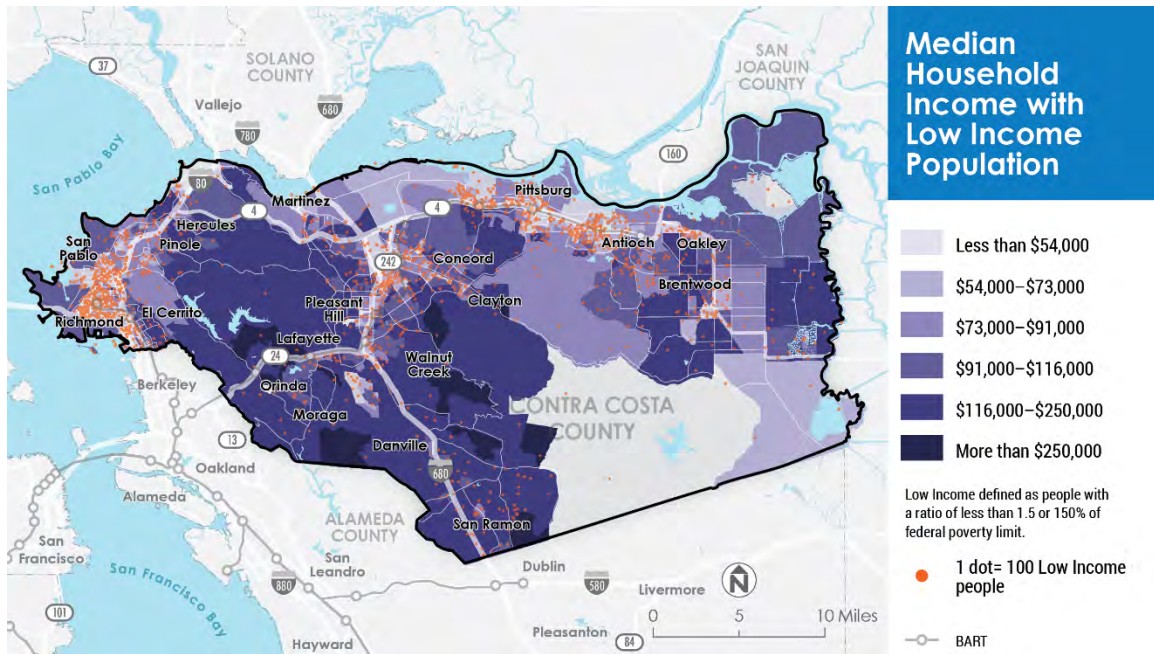 SOLANO
COUNTY
SAN
JOAQUIN
COUNTY
37
Vallejo
680
780
160
San Pablo Bay
80
Martinez
Pittsburg
4
4
Hercules
San
Pablo
Pinole
Antioch
Oakley
242
Concord
Brentwood
Pleasant
Hill
Clayton
El Cerrito
Richmond
Lafayette
24
Walnut
Creek
Berkeley
Orinda
Moraga
CONTRA COSTA
COUNTY
13
Danville
Oakland
680
Alameda
ALAMEDA
COUNTY
San Ramon
San
Francisco
San
Leandro
Dublin
San Francisco Bay
880
580
Livermore
N
101
0 5 10 Miles
Hayward
Pleasanton
84
Median
Household
Income with
Low Income
Population
Less than $54,000
$54,000–$73,000
$73,000–$91,000
$91,000–$116,000
$116,000–$250,000
More than $250,000
Low Income defined as people with
a ratio of less than 1.5 or 150% of
federal poverty limit.
1 dot= 100 Low Income
people
BART